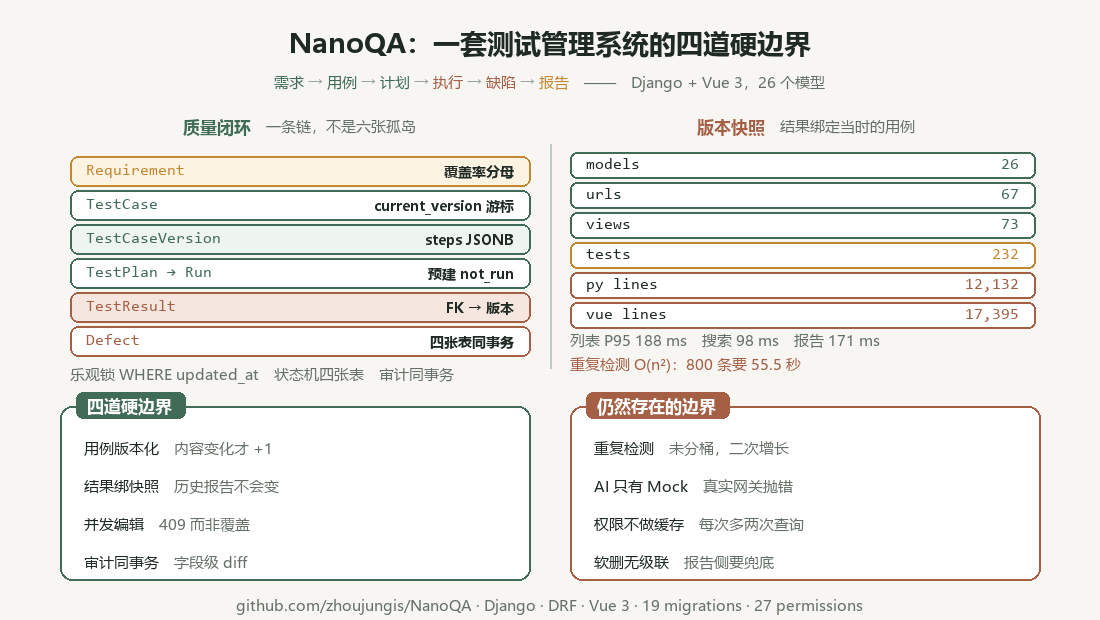 NanoQA：一套测试管理系统的四道硬边界
需求 → 用例 → 计划 → 执行 → 缺陷 → 报告 —— Django + Vue 3，26 个模型
质量闭环 一条链，不是六张孤岛
Requirement 覆盖率分母
TestCase current_version 游标
TestCaseVersion steps JSONB
TestPlan → Run 预建 not_run
TestResult FK → 版本
Defect 四张表同事务
乐观锁 WHERE updated_at 状态机四张表 审计同事务
版本快照 结果绑定当时的用例
models 26
urls 67
views 73
tests 232
py lines 12,132
vue lines 17,395
列表 P95 188 ms 搜索 98 ms 报告 171 ms
重复检测 O(n²)：800 条要 55.5 秒
四道硬边界
用例版本化 内容变化才 +1
结果绑快照 历史报告不会变
并发编辑 409 而非覆盖
审计同事务 字段级 diff
仍然存在的边界
重复检测 未分桶，二次增长
AI 只有 Mock 真实网关抛错
权限不做缓存 每次多两次查询
软删无级联 报告侧要兜底
github.com/zhoujungis/NanoQA · Django · DRF · Vue 3 · 19 migrations · 27 permissions